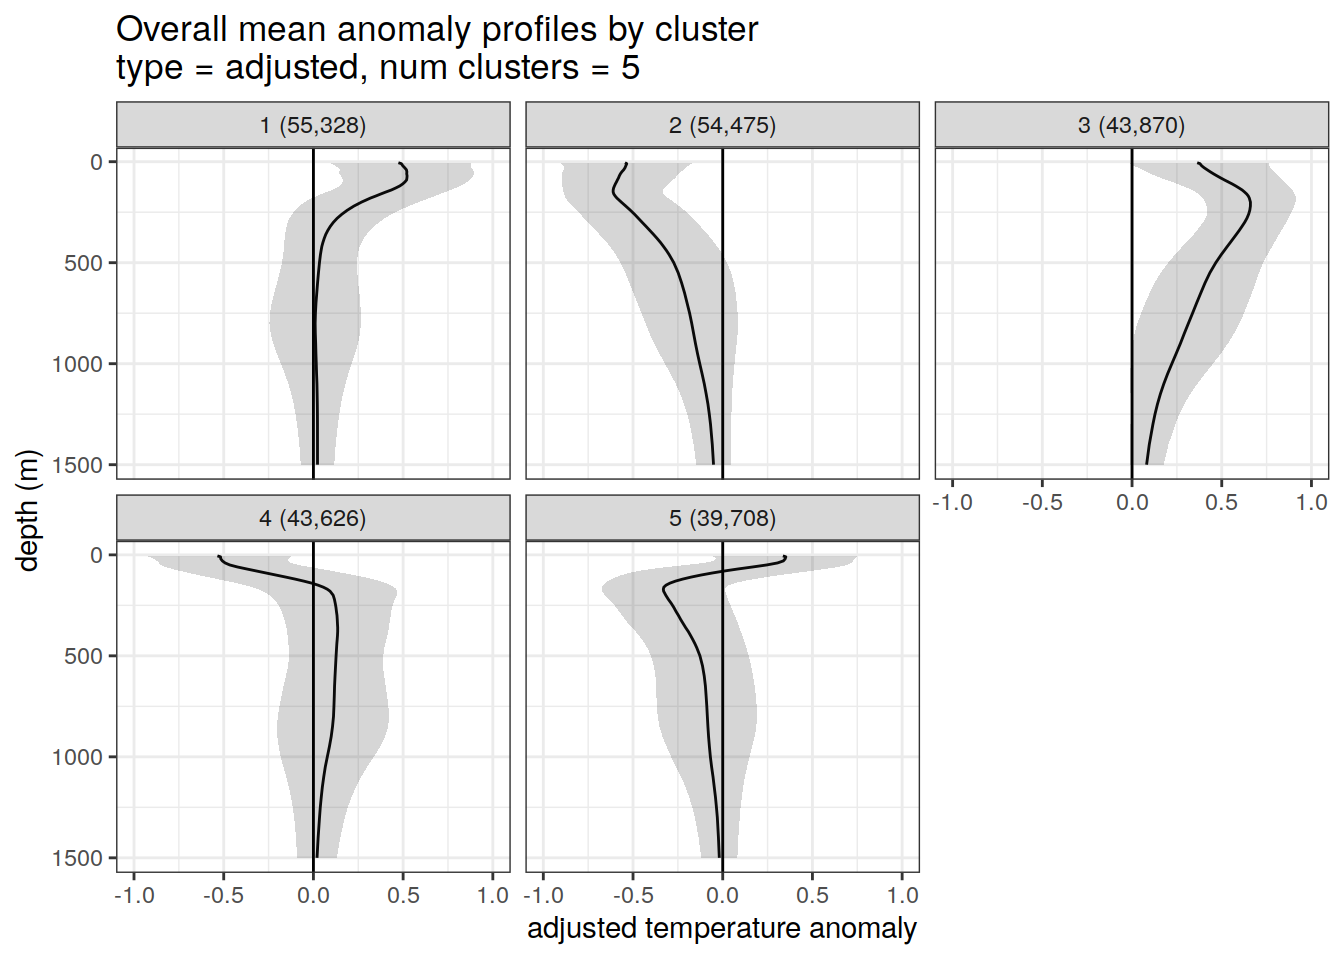 Overall mean anomaly profiles by cluster
type = adjusted, num clusters = 5
1 (55,328)
2 (54,475)
3 (43,870)
0
500
1000
1500
-1.0 -0.5 0.0 0.5 1.0
4 (43,626)
5 (39,708)
0
500
1000
1500
-1.0 -0.5 0.0 0.5 1.0
-1.0 -0.5 0.0 0.5 1.0
depth (m)
adjusted temperature anomaly